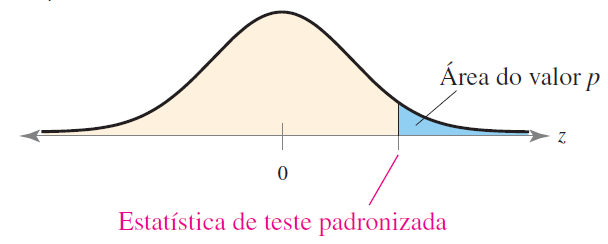 Área do valor p
z
0
Estatística de teste padronizada